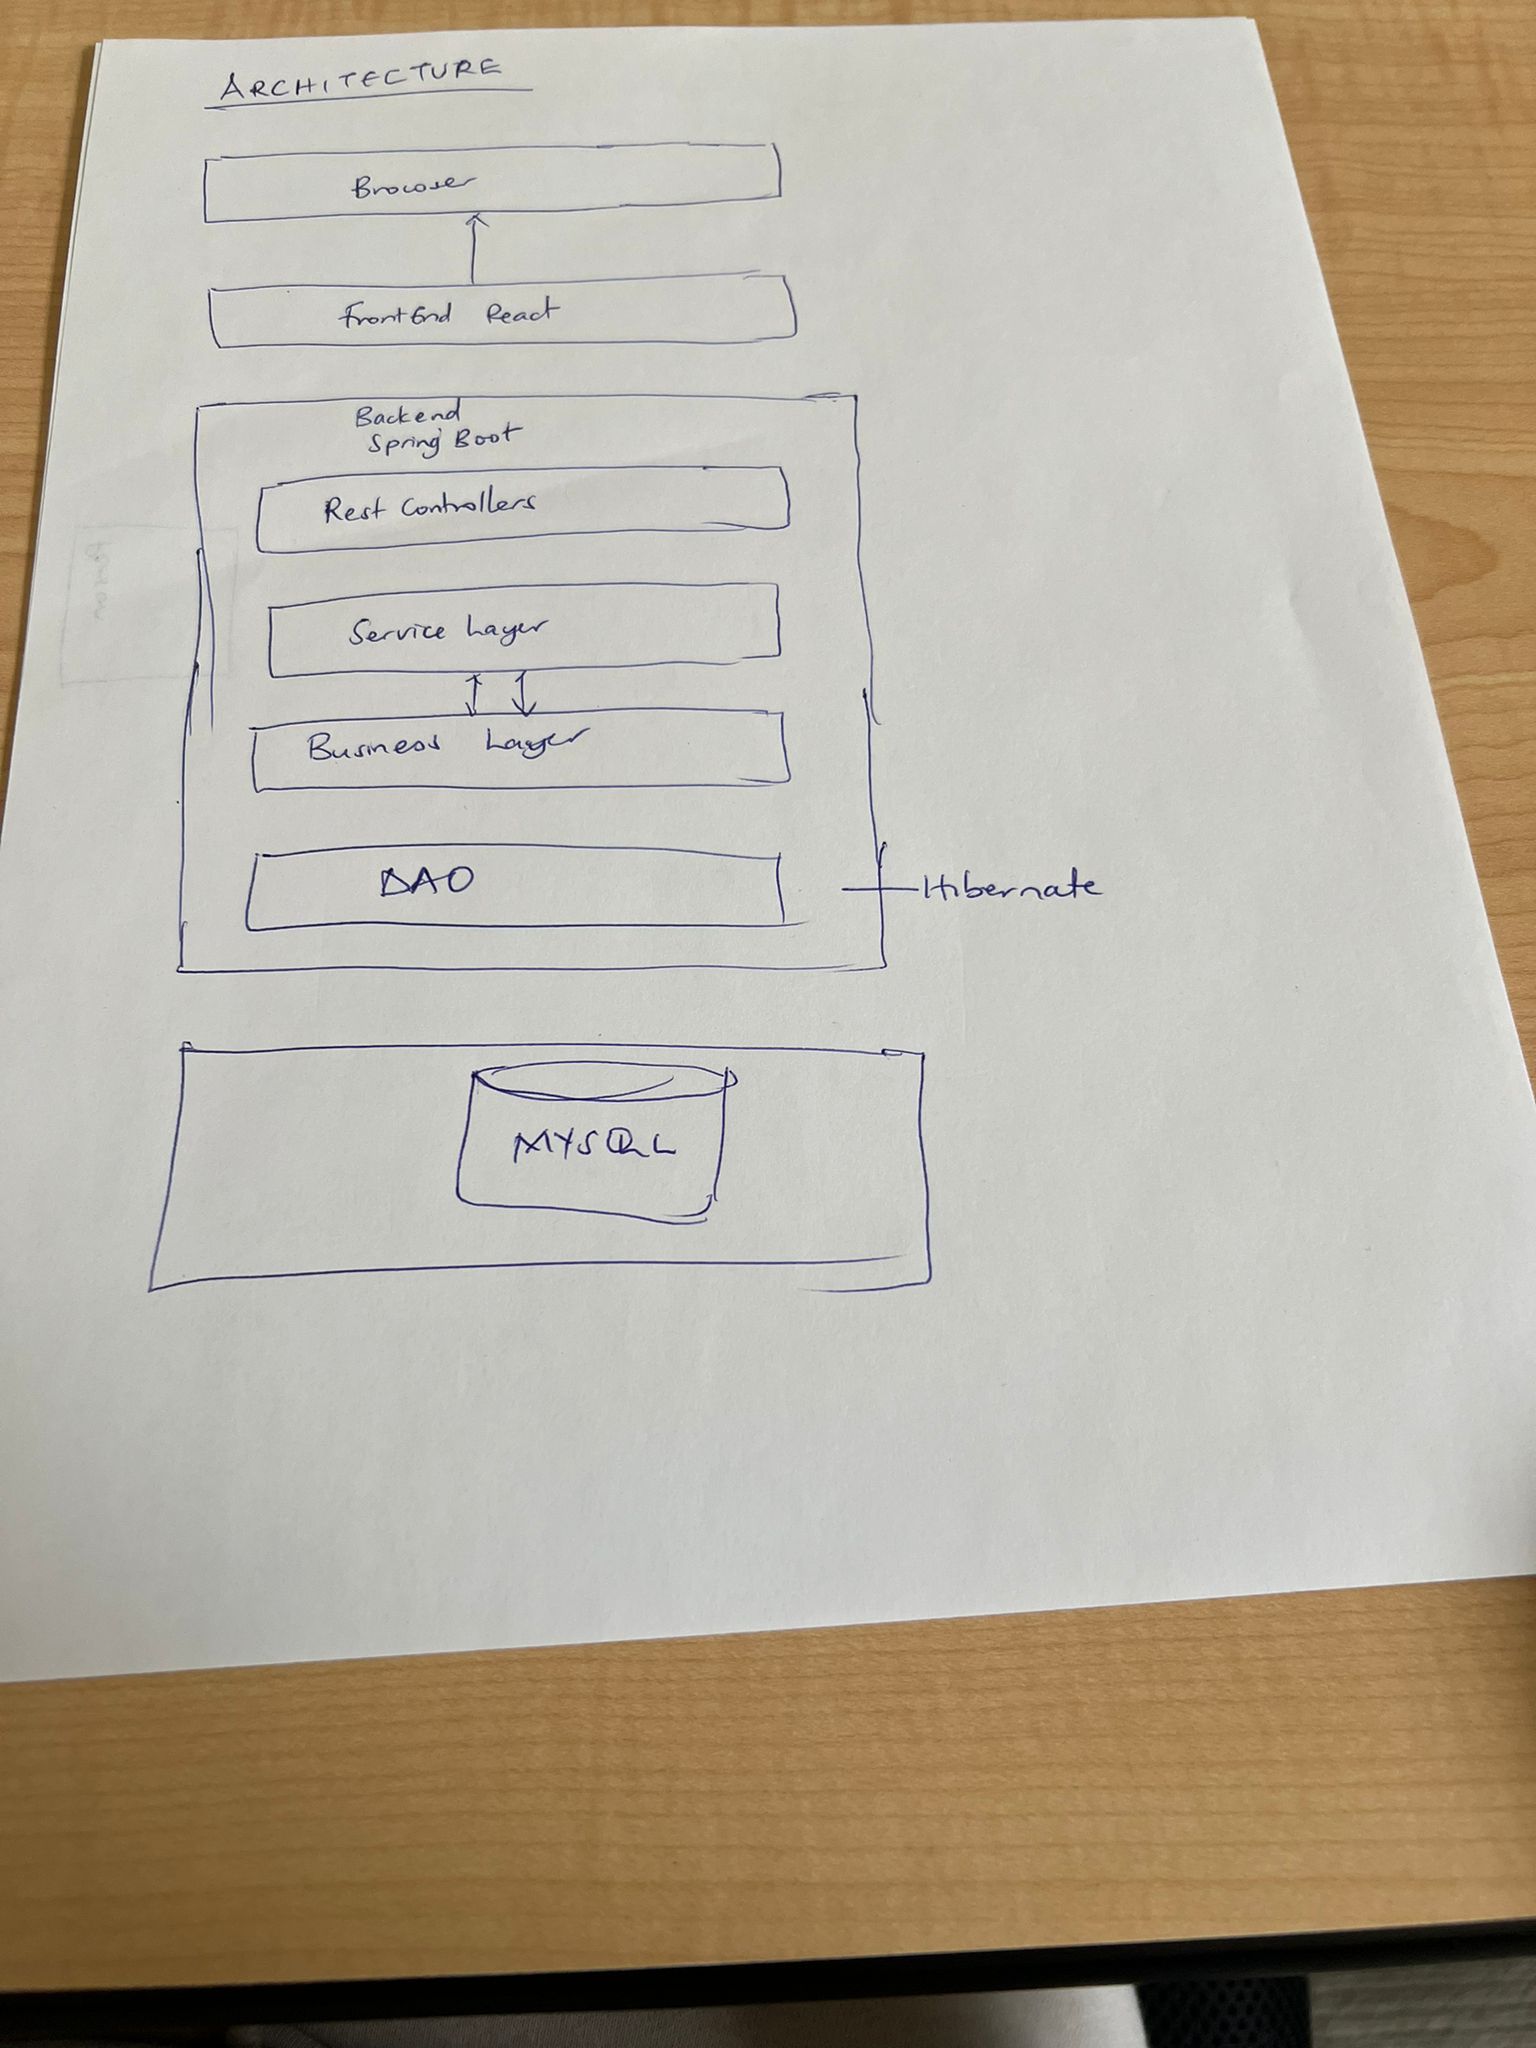 ARCHITECTURE
Browser
FrontEnd React
Backend
Spring Boot
Rest Controllers
Service Layer
Business Layer
DAO
Hibernate
MYSQL